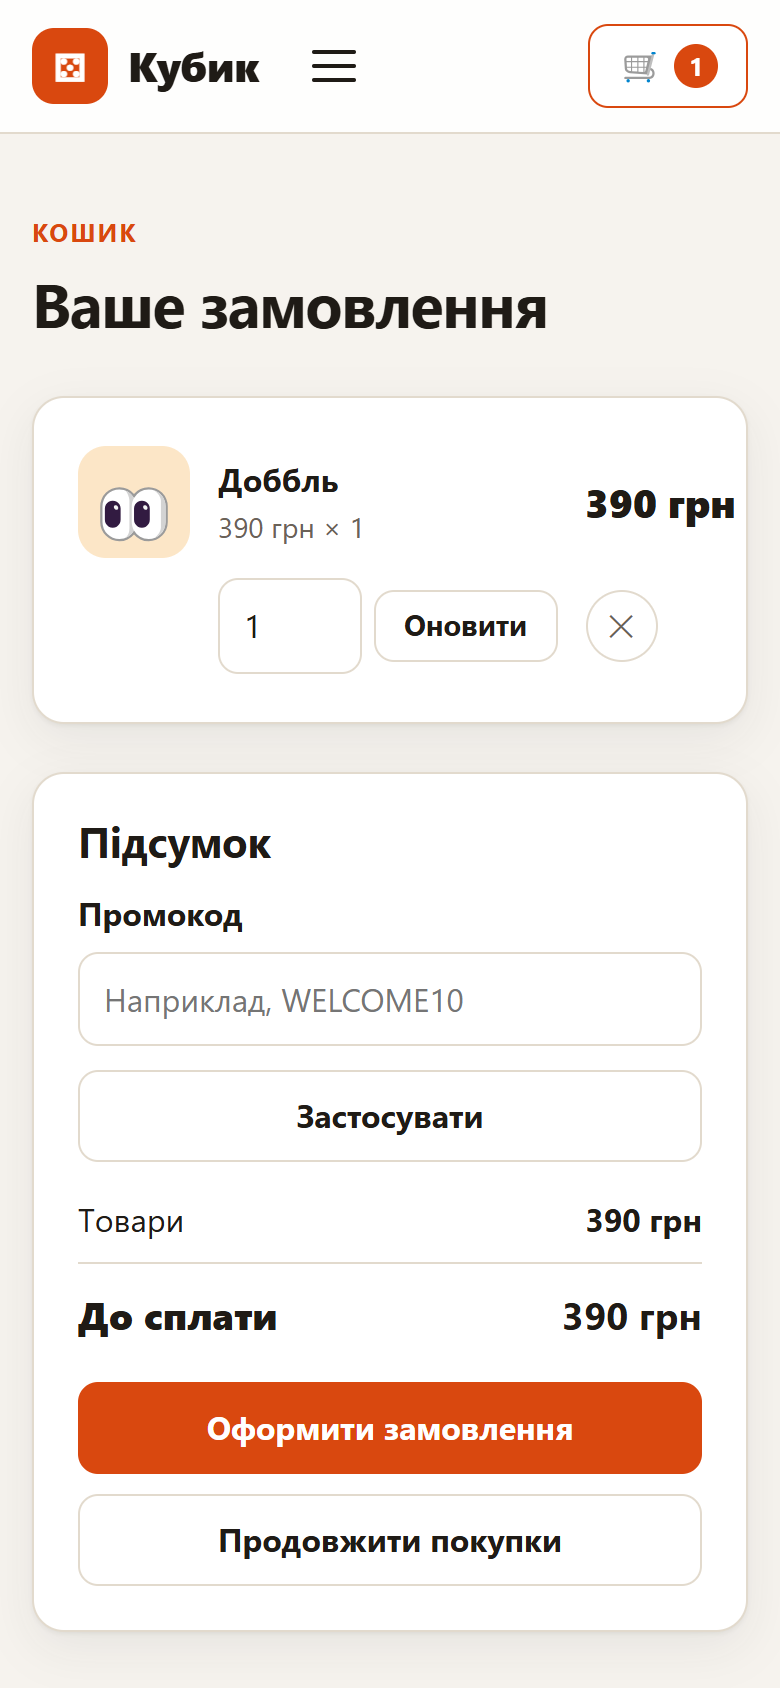 Кубик
1
КОШИК
Ваше замовлення
Доббль
390 грн × 1
390 грн
1
Оновити
Підсумок
Промокод
Наприклад, WELCOME10
Застосувати
Товари 390 грн
До сплати 390 грн
Оформити замовлення
Продовжити покупки